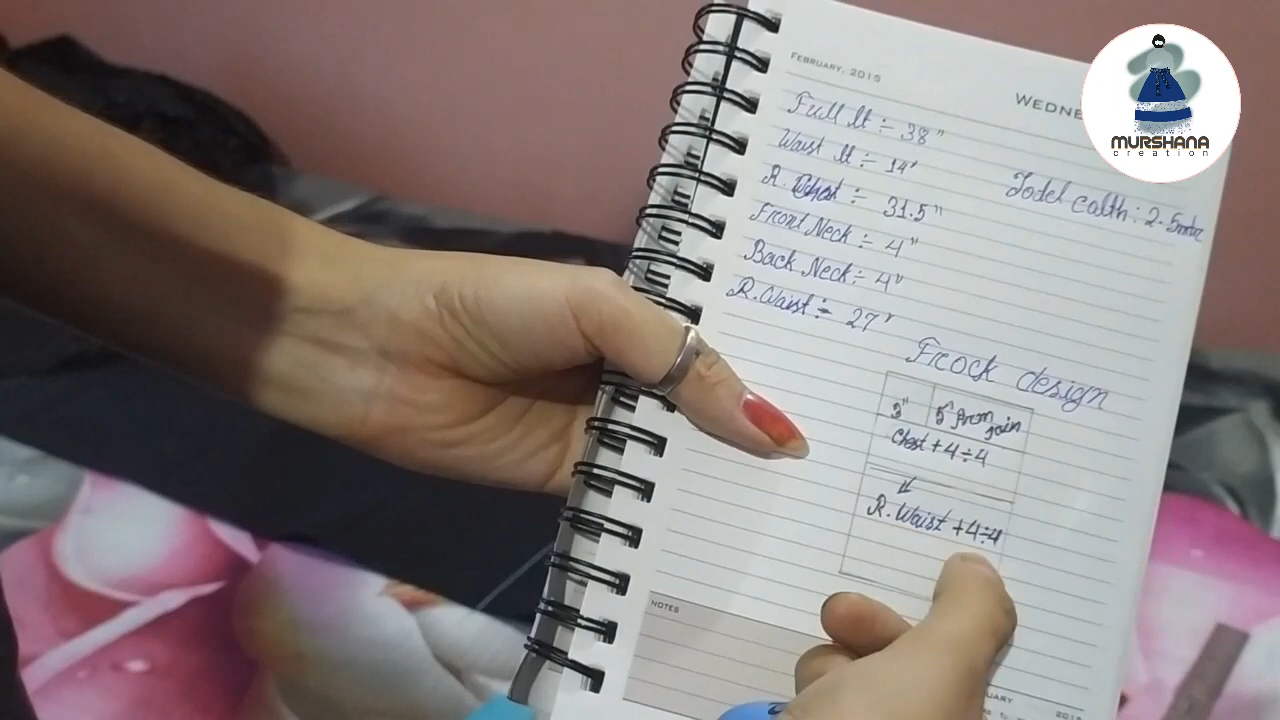 FEBRUARY, 2015
WEDNE
MURSHANA
creation
Full lt :- 38"
Waist lt :- 14"
R. Chest :- 31.5"
Todel calth : 2.5mtr
Front Neck :- 4"
Back Neck :- 4"
R. Waist :- 27"
Frock design
3" 5" from join
Chest + 4 ÷ 4
R. Waist + 4 ÷ 4
NOTES
UARY
2015